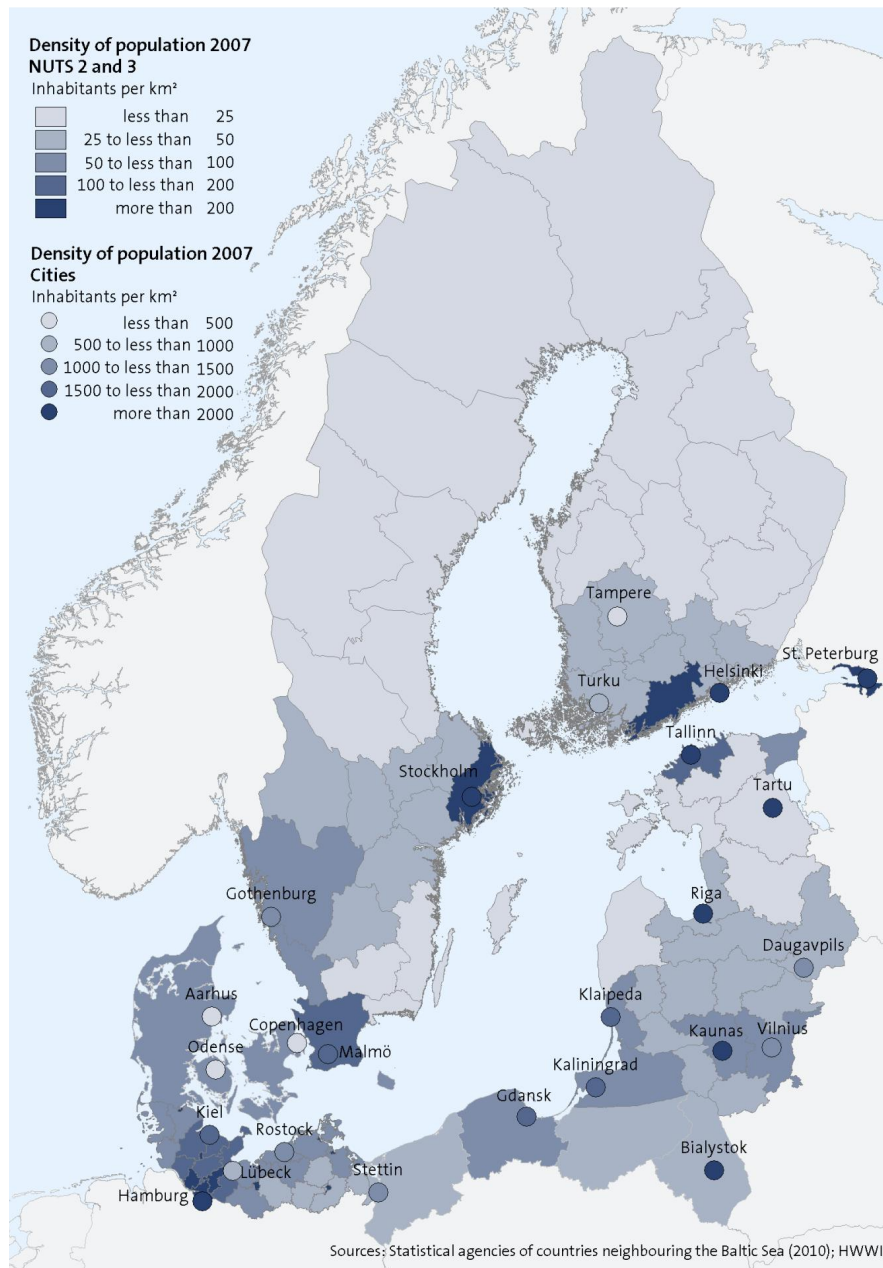 Density of population 2007
NUTS 2 and 3
Inhabitants per km²
less than 25
25 to less than 50
50 to less than 100
100 to less than 200
more than 200
Density of population 2007
Cities
Inhabitants per km²
less than 500
500 to less than 1000
1000 to less than 1500
1500 to less than 2000
more than 2000
Tampere
St. Peterburg
Turku
Helsinki
Tallinn
Stockholm
Tartu
Gothenburg
Riga
Daugavpils
Aarhus
Klaipeda
Copenhagen
Kaunas
Vilnius
Odense
Malmö
Kaliningrad
Gdansk
Kiel
Rostock
Bialystok
Lübeck
Stettin
Hamburg
Sources: Statistical agencies of countries neighbouring the Baltic Sea (2010); HWWI